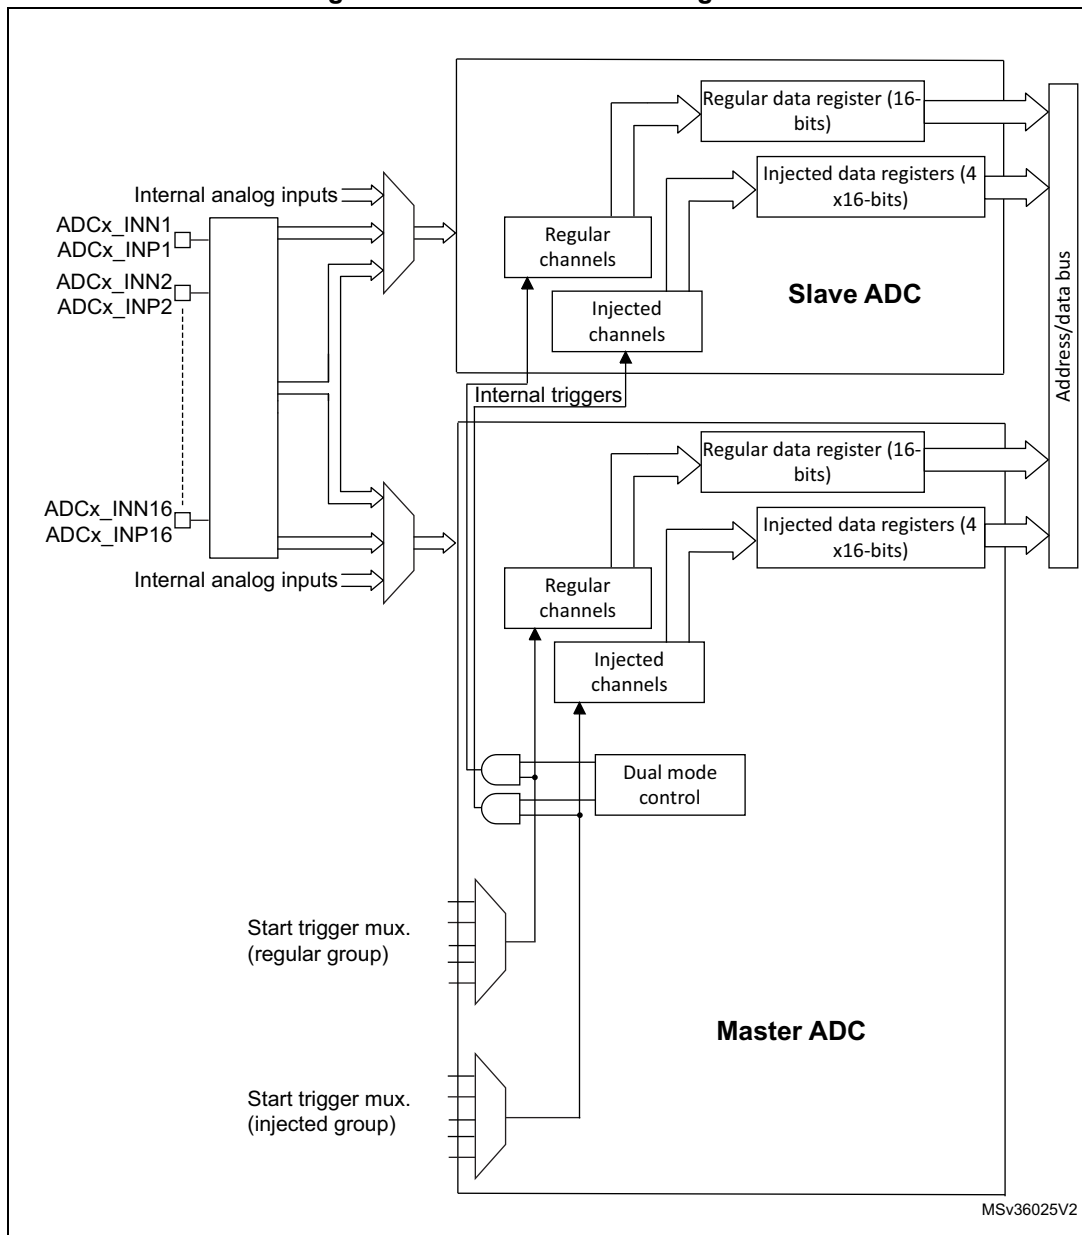 Regular data register (16-
bits)
Injected data registers (4
x16-bits)
Internal analog inputs
ADCx_INN1
ADCx_INP1
ADCx_INN2
ADCx_INP2
Regular
channels
Slave ADC
Injected
channels
Address/data bus
Internal triggers
Regular data register (16-
bits)
Injected data registers (4
x16-bits)
ADCx_INN16
ADCx_INP16
Internal analog inputs
Regular
channels
Injected
channels
Dual mode
control
Start trigger mux.
(regular group)
Master ADC
Start trigger mux.
(injected group)
MSv36025V2